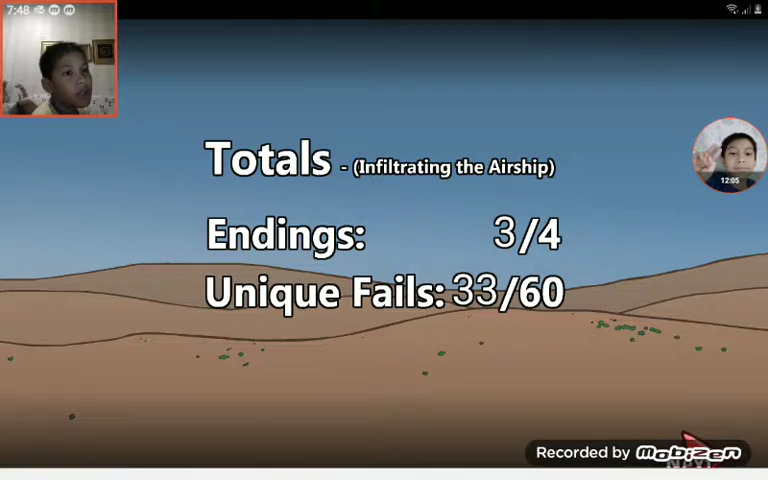 7:48
Totals - (Infiltrating the Airship)
Endings: 3/4
Unique Fails: 33/60
12:05
Recorded by mobizen